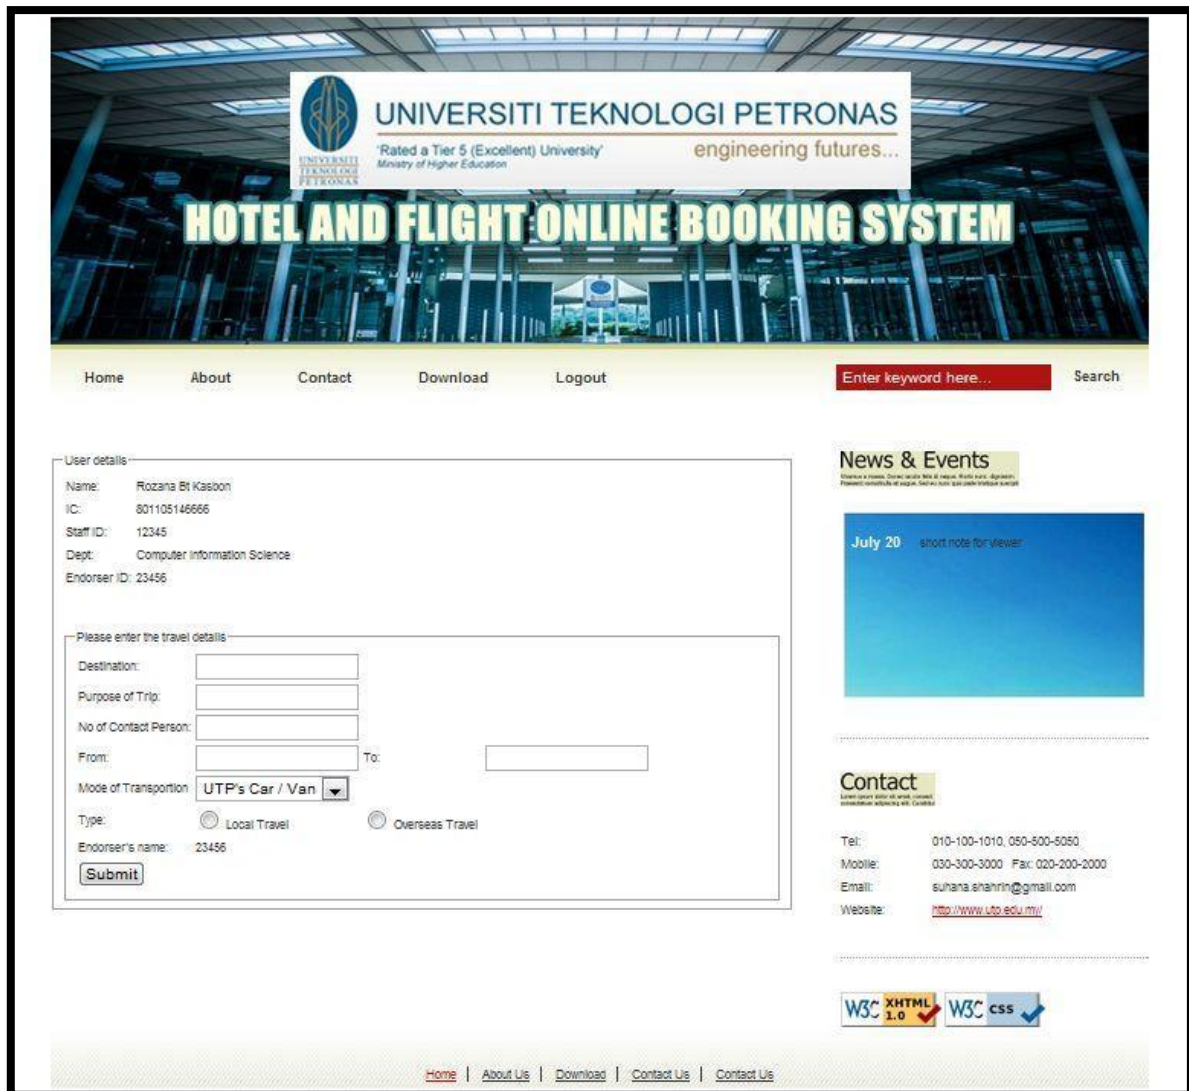 UNIVERSITI
TEKNOLOGI
PETRONAS
UNIVERSITI TEKNOLOGI PETRONAS
'Rated a Tier 5 (Excellent) University'
Ministry of Higher Education
engineering futures...
HOTEL AND FLIGHT ONLINE BOOKING SYSTEM
Home About Contact Download Logout
Enter keyword here... Search
User details
Name: Rozana Bt Kasbon
IC: 801105146666
Staff ID: 12345
Dept: Computer Information Science
Endorser ID: 23456
Please enter the travel details
Destination:
Purpose of Trip:
No of Contact Person:
From: To:
Mode of Transportion UTP's Car / Van
Type: Local Travel Overseas Travel
Endorser's name: 23456
Submit
News & Events
July 20 short note for viewer
Contact
Tel: 010-100-1010, 050-500-5050
Mobile: 030-300-3000 Fax: 020-200-2000
Email: suhana.shahrin@gmail.com
Website: http://www.utp.edu.my/
W3C XHTML 1.0 W3C css
Home | About Us | Download | Contact Us | Contact Us